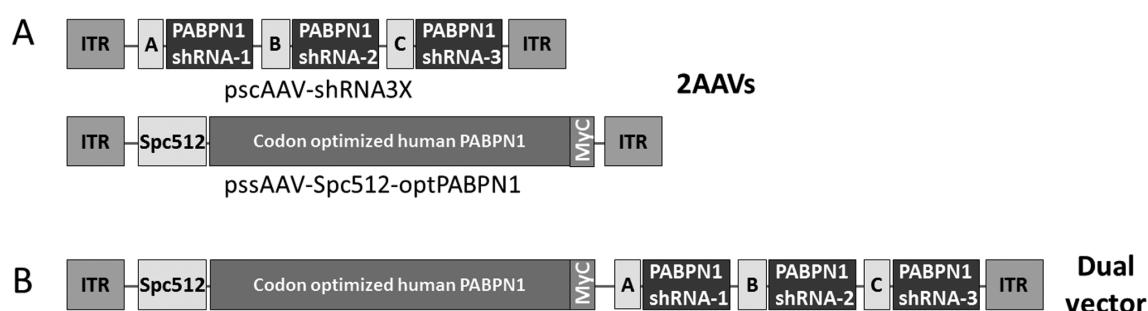 A
ITR A PABPN1 shRNA-1 B PABPN1 shRNA-2 C PABPN1 shRNA-3 ITR
pscAAV-shRNA3X
2AAVs
ITR Spc512 Codon optimized human PABPN1 MyC ITR
pssAAV-Spc512-optPABPN1
B
ITR Spc512 Codon optimized human PABPN1 MyC A PABPN1 shRNA-1 B PABPN1 shRNA-2 C PABPN1 shRNA-3 ITR
Dual
vector